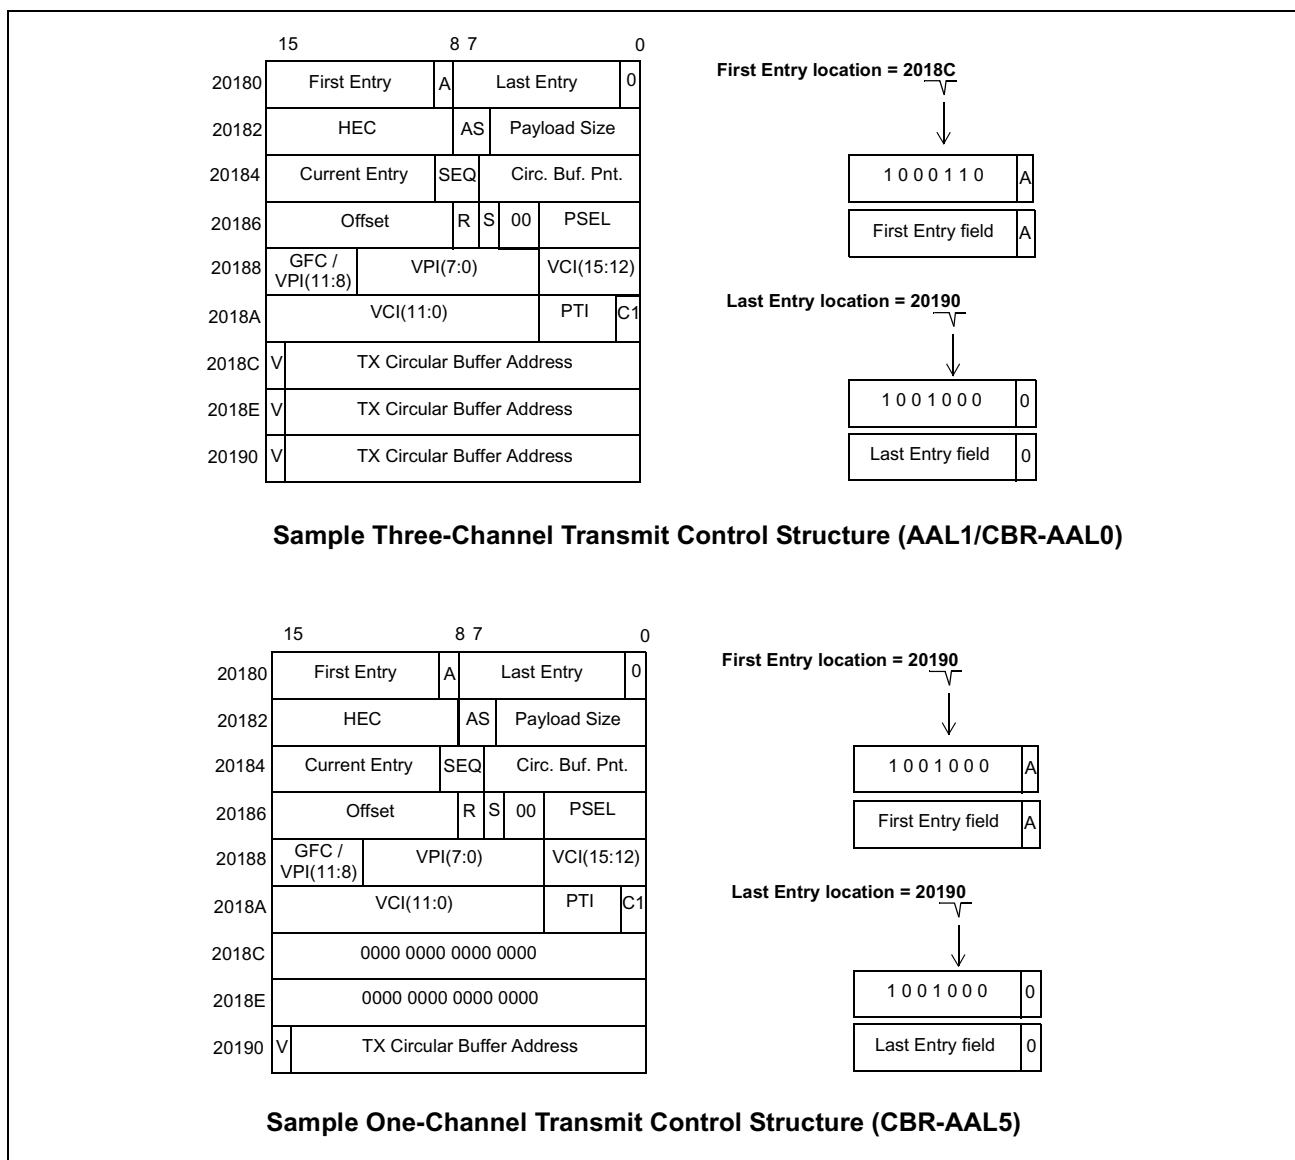 15 8 7 0
20180 First Entry A Last Entry 0
20182 HEC AS Payload Size
20184 Current Entry SEQ Circ. Buf. Pnt.
20186 Offset R S 00 PSEL
20188 GFC / VPI(11:8) VPI(7:0) VCI(15:12)
2018A VCI(11:0) PTI C1
2018C V TX Circular Buffer Address
2018E V TX Circular Buffer Address
20190 V TX Circular Buffer Address
First Entry location = 2018C
1 0 0 0 1 1 0 A
First Entry field A
Last Entry location = 20190
1 0 0 1 0 0 0 0
Last Entry field 0
Sample Three-Channel Transmit Control Structure (AAL1/CBR-AAL0)
15 8 7 0
20180 First Entry A Last Entry 0
20182 HEC AS Payload Size
20184 Current Entry SEQ Circ. Buf. Pnt.
20186 Offset R S 00 PSEL
20188 GFC / VPI(11:8) VPI(7:0) VCI(15:12)
2018A VCI(11:0) PTI C1
2018C 0000 0000 0000 0000
2018E 0000 0000 0000 0000
20190 V TX Circular Buffer Address
First Entry location = 20190
1 0 0 1 0 0 0 A
First Entry field A
Last Entry location = 20190
1 0 0 1 0 0 0 0
Last Entry field 0
Sample One-Channel Transmit Control Structure (CBR-AAL5)